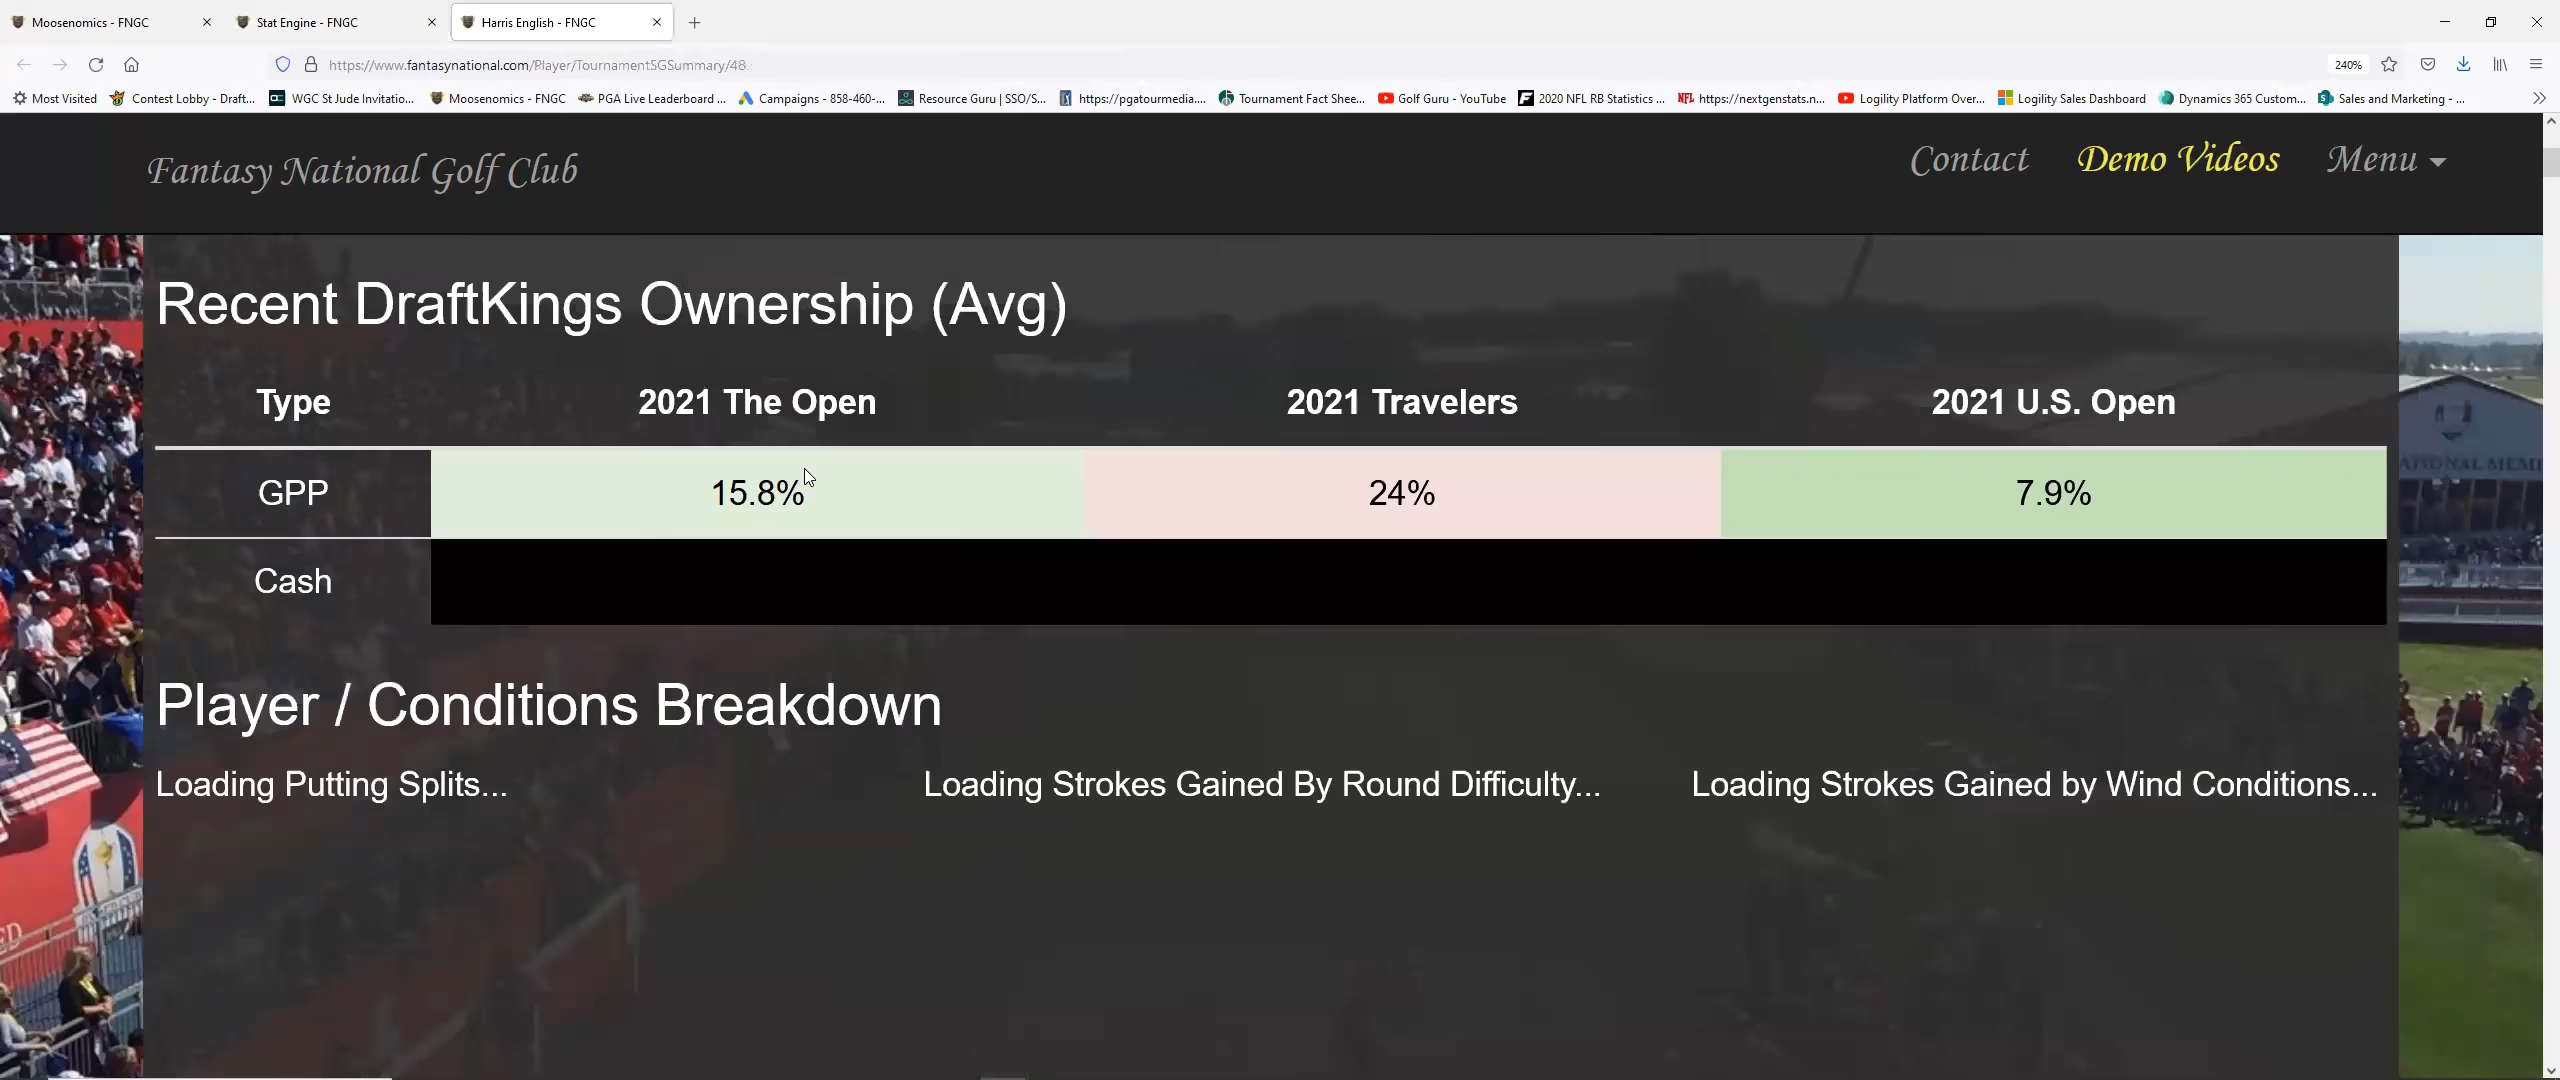 Moosenomics - FNGC
Stat Engine - FNGC
Harris English - FNGC
https://www.fantasynational.com/Player/TournamentSGSummary/48
240%
Most Visited
Contest Lobby - Draft...
WGC St Jude Invitatio...
Moosenomics - FNGC
PGA Live Leaderboard ...
Campaigns - 858-460-...
Resource Guru | SSO/S...
https://pgatourmedia....
Tournament Fact Shee...
Golf Guru - YouTube
2020 NFL RB Statistics ...
https://nextgenstats.n...
Logility Platform Over...
Logility Sales Dashboard
Dynamics 365 Custom...
Sales and Marketing - ...
Fantasy National Golf Club
Contact
Demo Videos
Menu
Recent DraftKings Ownership (Avg)
Type 2021 The Open 2021 Travelers 2021 U.S. Open
GPP 15.8% 24% 7.9%
Cash
Player / Conditions Breakdown
Loading Putting Splits...
Loading Strokes Gained By Round Difficulty...
Loading Strokes Gained by Wind Conditions...